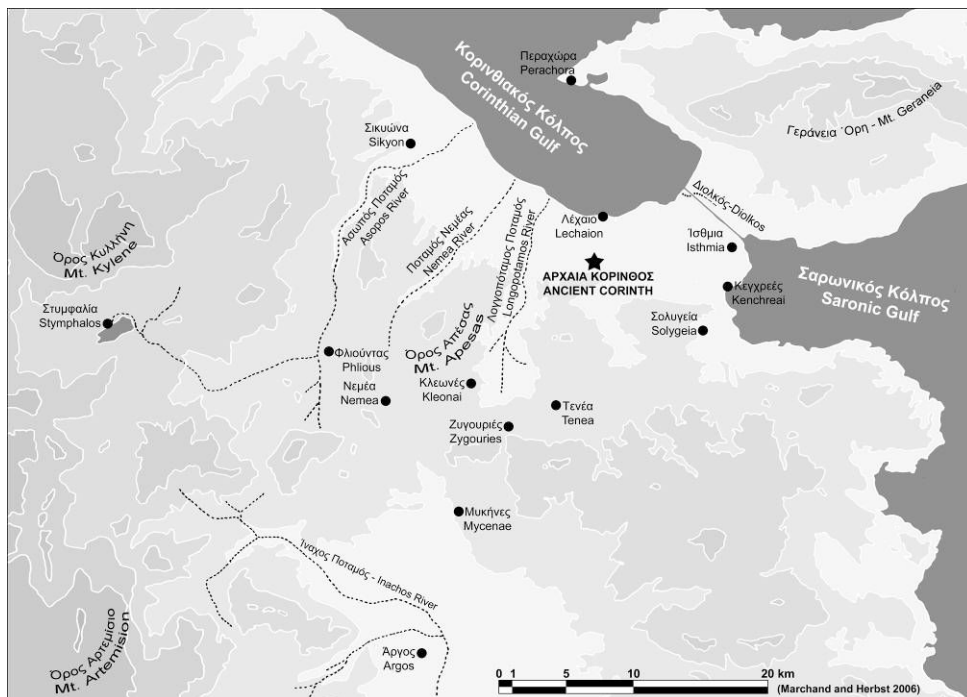 Περαχώρα
Perachora
Κορινθιακός Κόλπος
Corinthian Gulf
Γεράνεια Όρη - Mt. Geraneia
Σικυώνα
Sikyon
Διολκός-Diolkos
Ασωπός Ποταμός
Asopos River
Ποταμός Νεμέας
Nemea River
Λογγοπόταμος Ποταμός
Longopotamos River
Λέχαιο
Lechaion
Ίσθμια
Isthmia
Όρος Κυλλήνη
Mt. Kylene
ΑΡΧΑΙΑ ΚΟΡΙΝΘΟΣ
ANCIENT CORINTH
Κεγχρεές
Kenchreai
Σαρωνικός Κόλπος
Saronic Gulf
Στυμφαλία
Stymphalos
Σολυγεία
Solygeia
Όρος Απέσας
Mt. Apesas
Φλιούντας
Phlious
Νεμέα
Nemea
Κλεωνές
Kleonai
Τενέα
Tenea
Ζυγουριές
Zygouries
Μυκήνες
Mycenae
Ίναχος Ποταμός - Inachos River
Όρος Αρτεμίσιο
Mt. Artemision
Άργος
Argos
0 1 5 10 20 km
(Marchand and Herbst 2006)